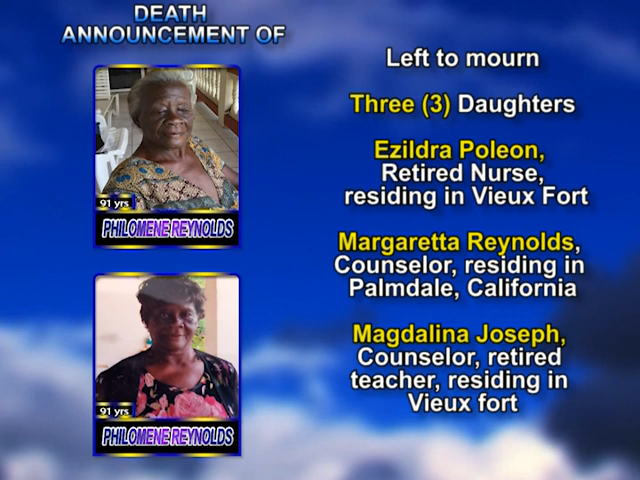 DEATH
ANNOUNCEMENT OF
91 yrs
PHILOMENE REYNOLDS
91 yrs
PHILOMENE REYNOLDS
Left to mourn
Three (3) Daughters
Ezildra Poleon,
Retired Nurse,
residing in Vieux Fort
Margaretta Reynolds,
Counselor, residing in
Palmdale, California
Magdalina Joseph,
Counselor, retired
teacher, residing in
Vieux fort